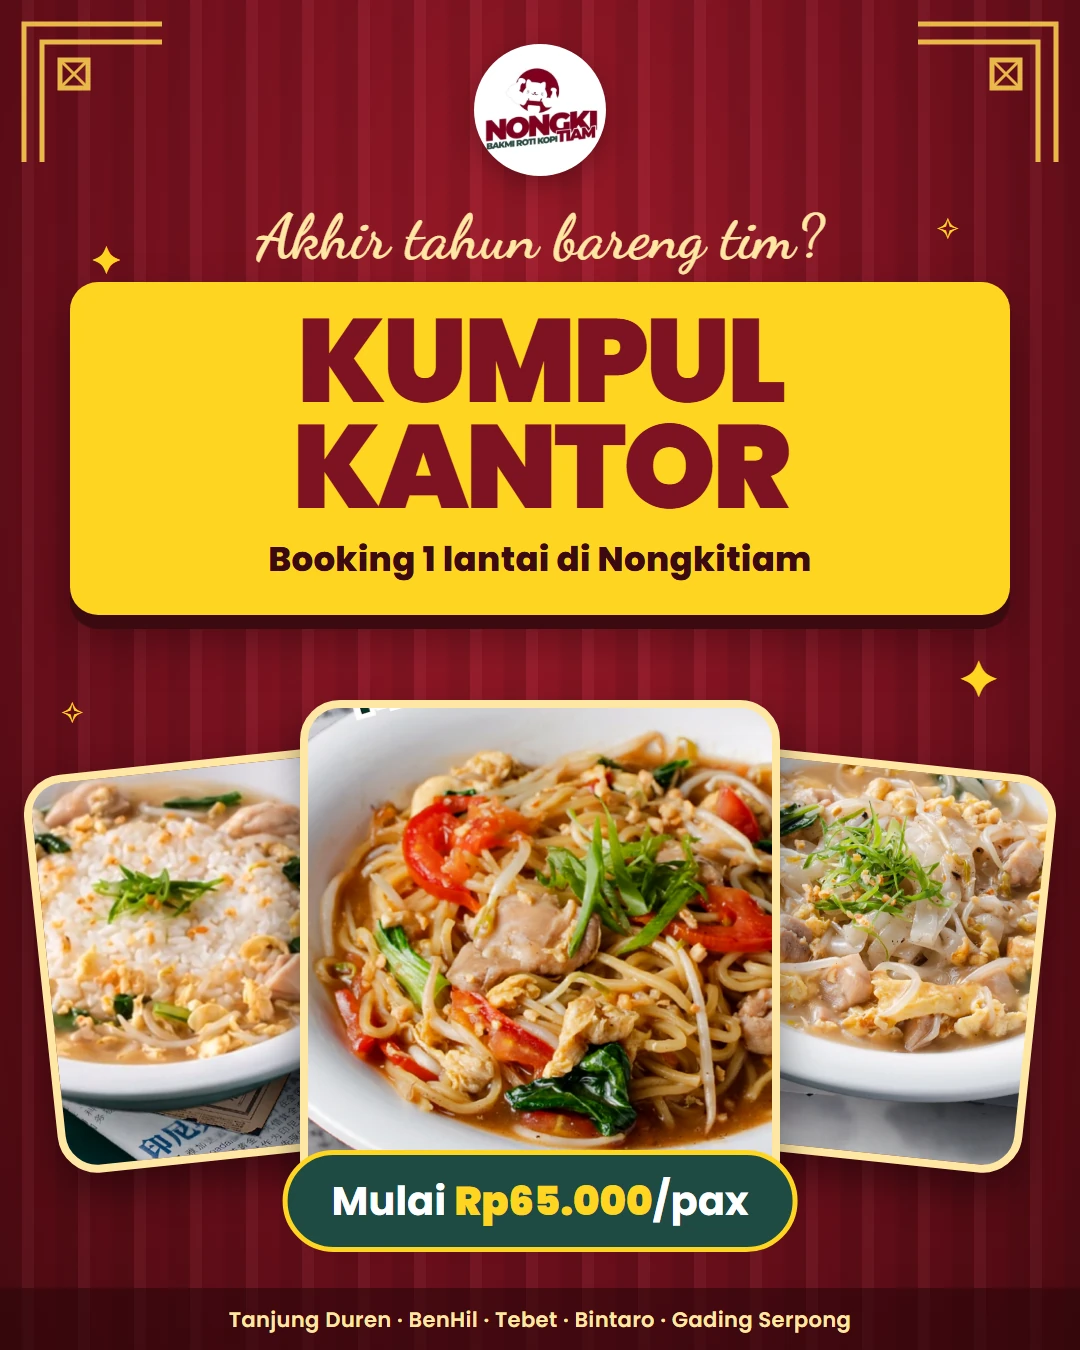 NONGKI
TIAM
BAKMI ROTI KOPI
Akhir tahun bareng tim?
KUMPUL
KANTOR
Booking 1 lantai di Nongkitiam
Mulai Rp65.000/pax
Tanjung Duren · BenHil · Tebet · Bintaro · Gading Serpong